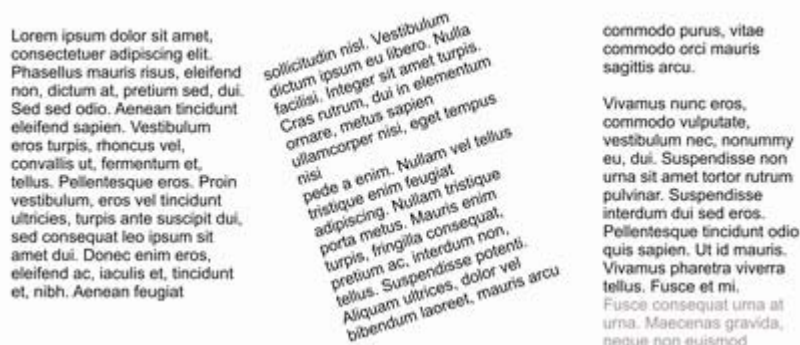 Lorem ipsum dolor sit amet,
consectetuer adipiscing elit.
Phasellus mauris risus, eleifend
non, dictum at, pretium sed, dui.
Sed sed odio. Aenean tincidunt
eleifend sapien. Vestibulum
eros turpis, rhoncus vel,
convallis ut, fermentum et,
tellus. Pellentesque eros. Proin
vestibulum, eros vel tincidunt
ultricies, turpis ante suscipit dui,
sed consequat leo ipsum sit
amet dui. Donec enim eros,
eleifend ac, iaculis et, tincidunt
et, nibh. Aenean feugiat
sollicitudin nisl. Vestibulum
dictum ipsum eu libero. Nulla
facilisi. Integer sit amet turpis.
Cras rutrum, dui in elementum
ornare, metus sapien
ullamcorper nisi, eget tempus
nisi
pede a enim. Nullam vel tellus
tristique enim feugiat
adipiscing. Nullam tristique
porta metus. Mauris enim
turpis, fringilla consequat,
pretium ac, interdum non,
tellus. Suspendisse potenti.
Aliquam ultrices, dolor vel
bibendum laoreet, mauris arcu
commodo purus, vitae
commodo orci mauris
sagittis arcu.
Vivamus nunc eros,
commodo vulputate,
vestibulum nec, nonummy
eu, dui. Suspendisse non
urna sit amet tortor rutrum
pulvinar. Suspendisse
interdum dui sed eros.
Pellentesque tincidunt odio
quis sapien. Ut id mauris.
Vivamus pharetra viverra
tellus. Fusce et mi.
Fusce consequat urna at
urna. Maecenas gravida,
neque non euismod